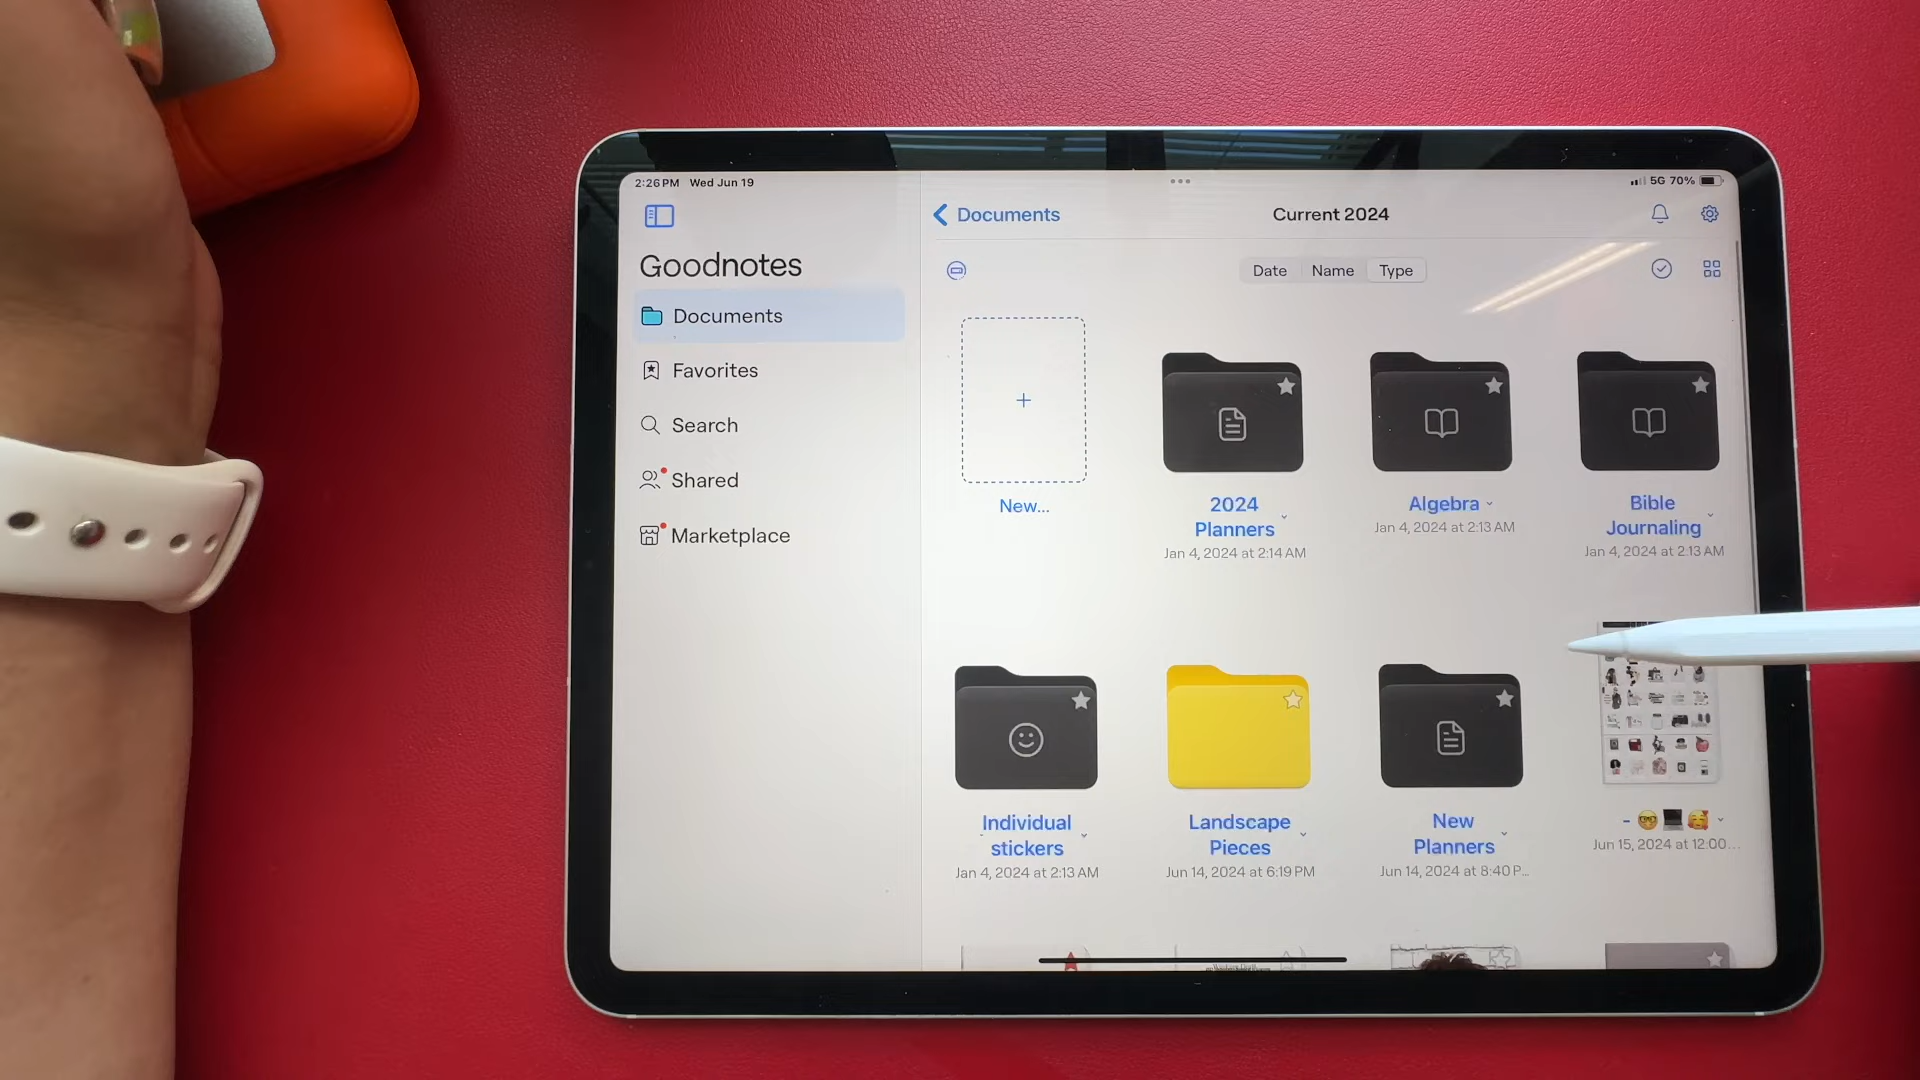 2:26 PM Wed Jun 19
5G 70%
Goodnotes
Documents
Favorites
Search
Shared
Marketplace
Documents
Current 2024
Date Name Type
New...
2024
Planners
Jan 4, 2024 at 2:14 AM
Algebra
Jan 4, 2024 at 2:13 AM
Bible
Journaling
Jan 4, 2024 at 2:13 AM
Individual
stickers
Jan 4, 2024 at 2:13 AM
Landscape
Pieces
Jun 14, 2024 at 6:19 PM
New
Planners
Jun 14, 2024 at 8:40 P...
- 🤓💻🥰
Jun 15, 2024 at 12:00...